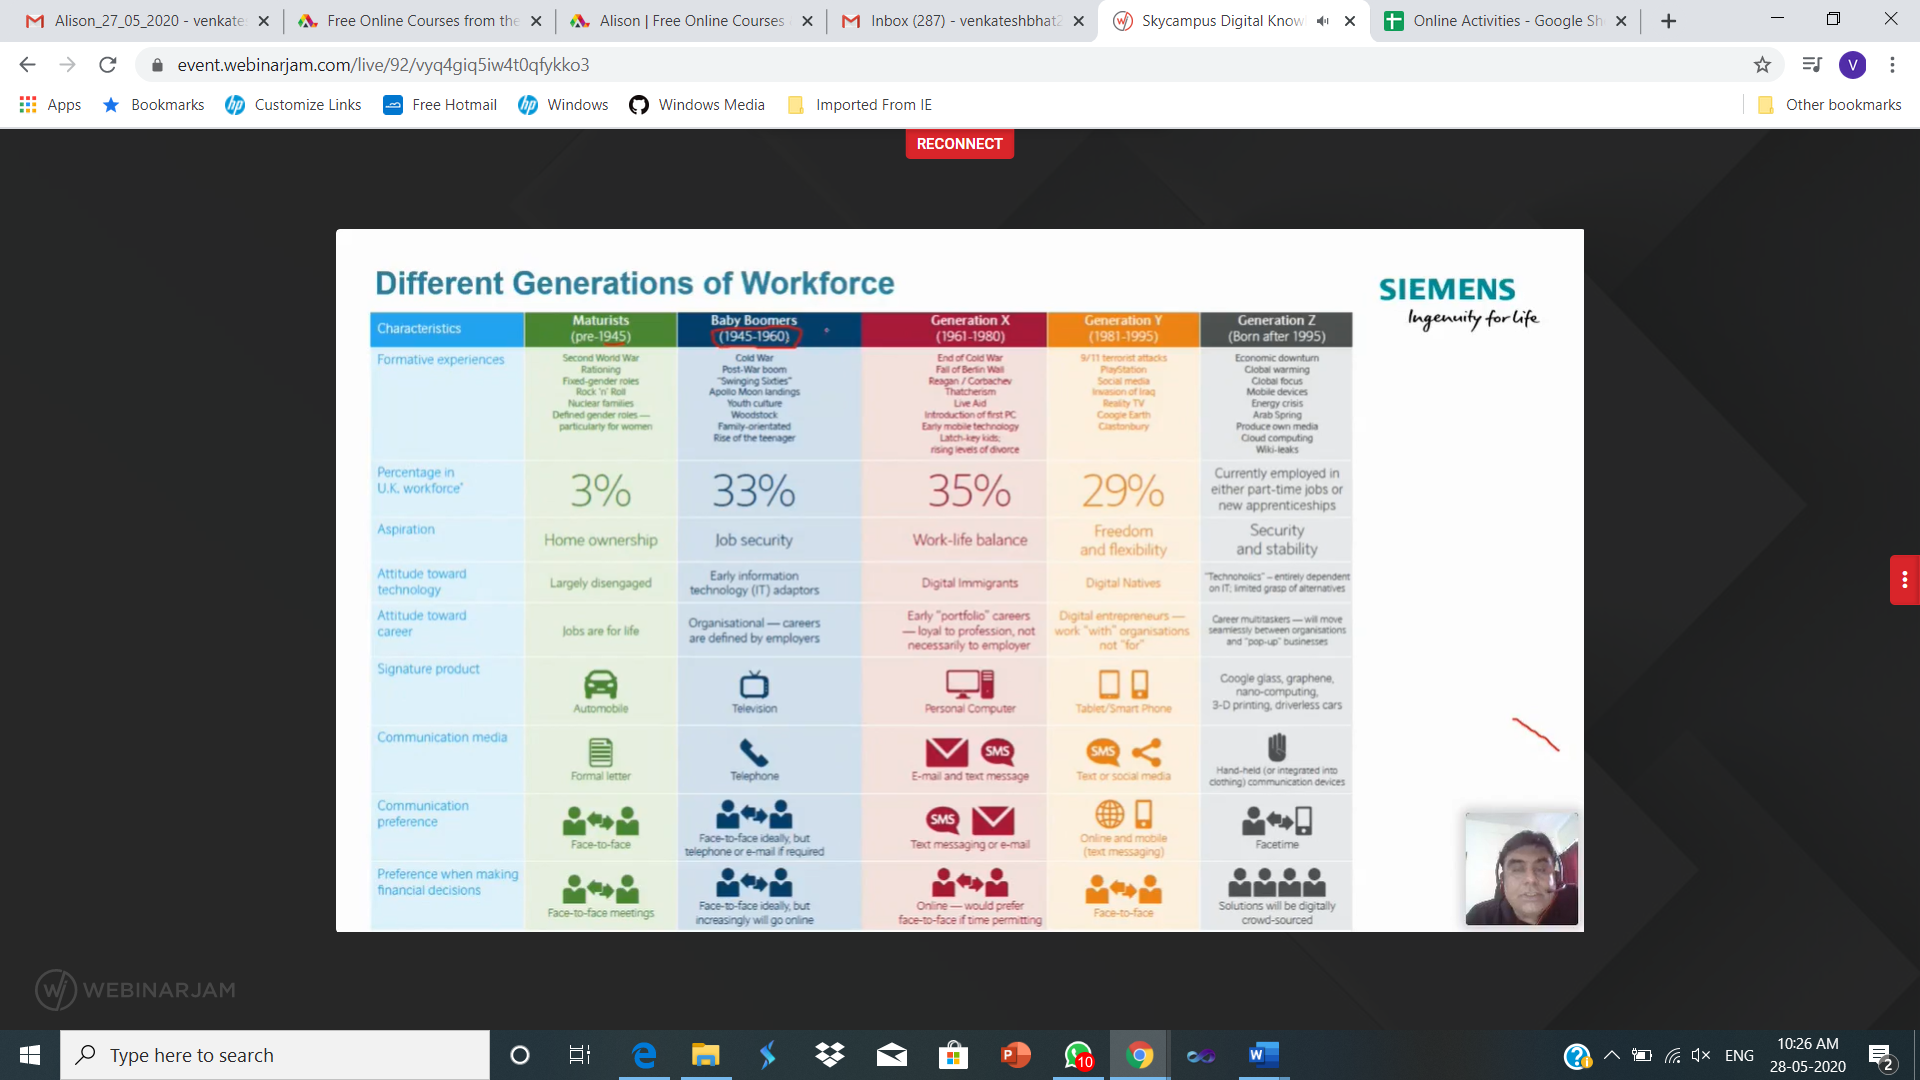 Alison_27_05_2020 - venkates
Free Online Courses from the
Alison | Free Online Courses
Inbox (287) - venkateshbhat2
Skycampus Digital Know
Online Activities - Google Sh
event.webinarjam.com/live/92/vyq4giq5iw4t0qfykko3
V
Apps
Bookmarks
Customize Links
Free Hotmail
Windows
Windows Media
Imported From IE
Other bookmarks
RECONNECT
Different Generations of Workforce
SIEMENS
Ingenuity for life
Characteristics
Maturists
(pre-1945)
Baby Boomers
(1945-1960)
Generation X
(1961-1980)
Generation Y
(1981-1995)
Generation Z
(Born after 1995)
Formative experiences
Second World War
Rationing
Fixed-gender roles
Rock 'n' Roll
Nuclear families
Defined gender roles —
particularly for women
Cold War
Post-War boom
"Swinging Sixties"
Apollo Moon landings
Youth culture
Woodstock
Family-orientated
Rise of the teenager
End of Cold War
Fall of Berlin Wall
Reagan / Gorbachev
Thatcherism
Live Aid
Introduction of first PC
Early mobile technology
Latch-key kids;
rising levels of divorce
9/11 terrorist attacks
PlayStation
Social media
Invasion of Iraq
Reality TV
Google Earth
Glastonbury
Economic downturn
Global warming
Global focus
Mobile devices
Energy crisis
Arab Spring
Produce own media
Cloud computing
Wiki-leaks
Percentage in
U.K. workforce*
3%
33%
35%
29%
Currently employed in
either part-time jobs or
new apprenticeships
Aspiration
Home ownership
Job security
Work-life balance
Freedom
and flexibility
Security
and stability
Attitude toward
technology
Largely disengaged
Early information
technology (IT) adaptors
Digital Immigrants
Digital Natives
"Technoholics" – entirely dependent
on IT; limited grasp of alternatives
Attitude toward
career
Jobs are for life
Organisational — careers
are defined by employers
Early "portfolio" careers
— loyal to profession, not
necessarily to employer
Digital entrepreneurs —
work "with" organisations
not "for"
Career multitaskers — will move
seamlessly between organisations
and "pop-up" businesses
Signature product
Automobile
Television
Personal Computer
Tablet/Smart Phone
Google glass, graphene,
nano-computing,
3-D printing, driverless cars
Communication media
Formal letter
Telephone
SMS
E-mail and text message
SMS
Text or social media
Hand-held (or integrated into
clothing) communication devices
Communication
preference
Face-to-face
Face-to-face ideally, but
telephone or e-mail if required
SMS
Text messaging or e-mail
Online and mobile
(text messaging)
Facetime
Preference when making
financial decisions
Face-to-face meetings
Face-to-face ideally, but
increasingly will go online
Online — would prefer
face-to-face if time permitting
Face-to-face
Solutions will be digitally
crowd-sourced
WEBINARJAM
Type here to search
10
ENG
10:26 AM
28-05-2020
2